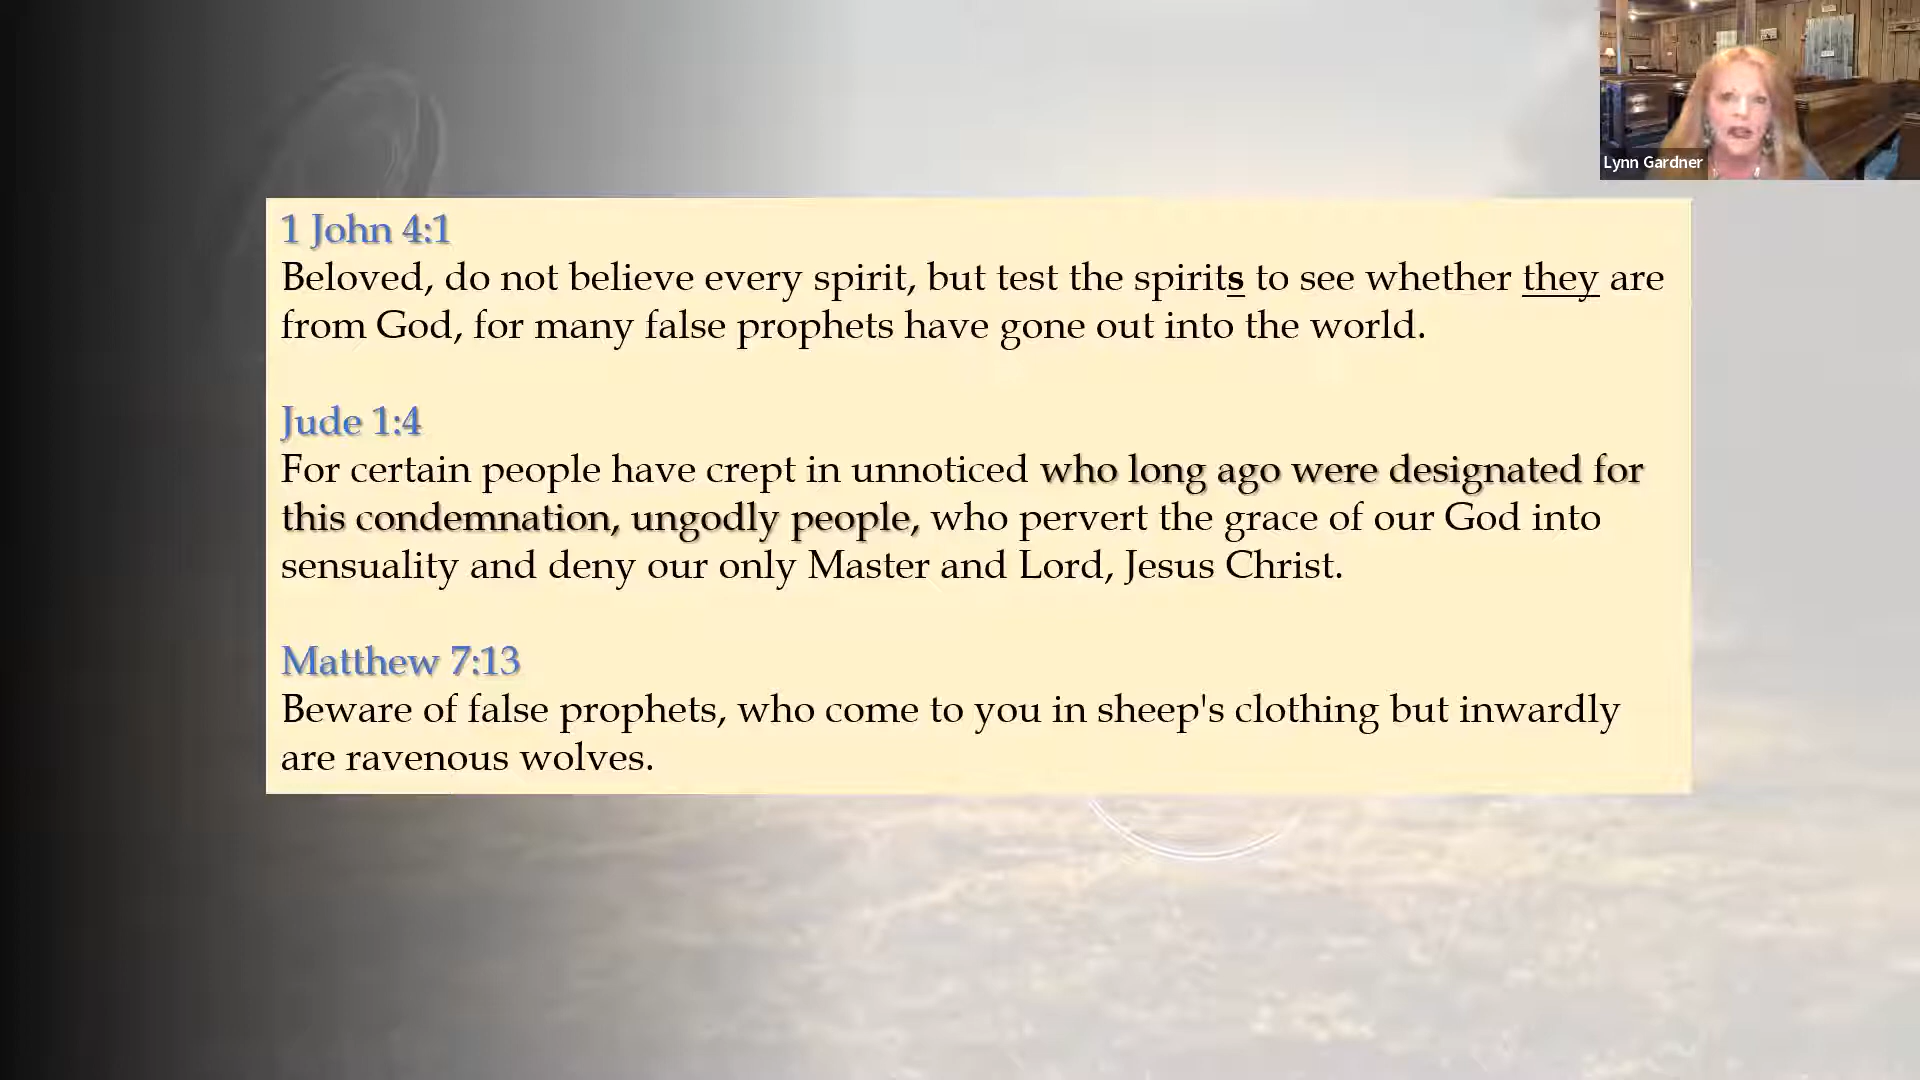 Lynn Gardner
1 John 4:1
Beloved, do not believe every spirit, but test the spirits to see whether they are
from God, for many false prophets have gone out into the world.
Jude 1:4
For certain people have crept in unnoticed who long ago were designated for
this condemnation, ungodly people, who pervert the grace of our God into
sensuality and deny our only Master and Lord, Jesus Christ.
Matthew 7:13
Beware of false prophets, who come to you in sheep's clothing but inwardly
are ravenous wolves.